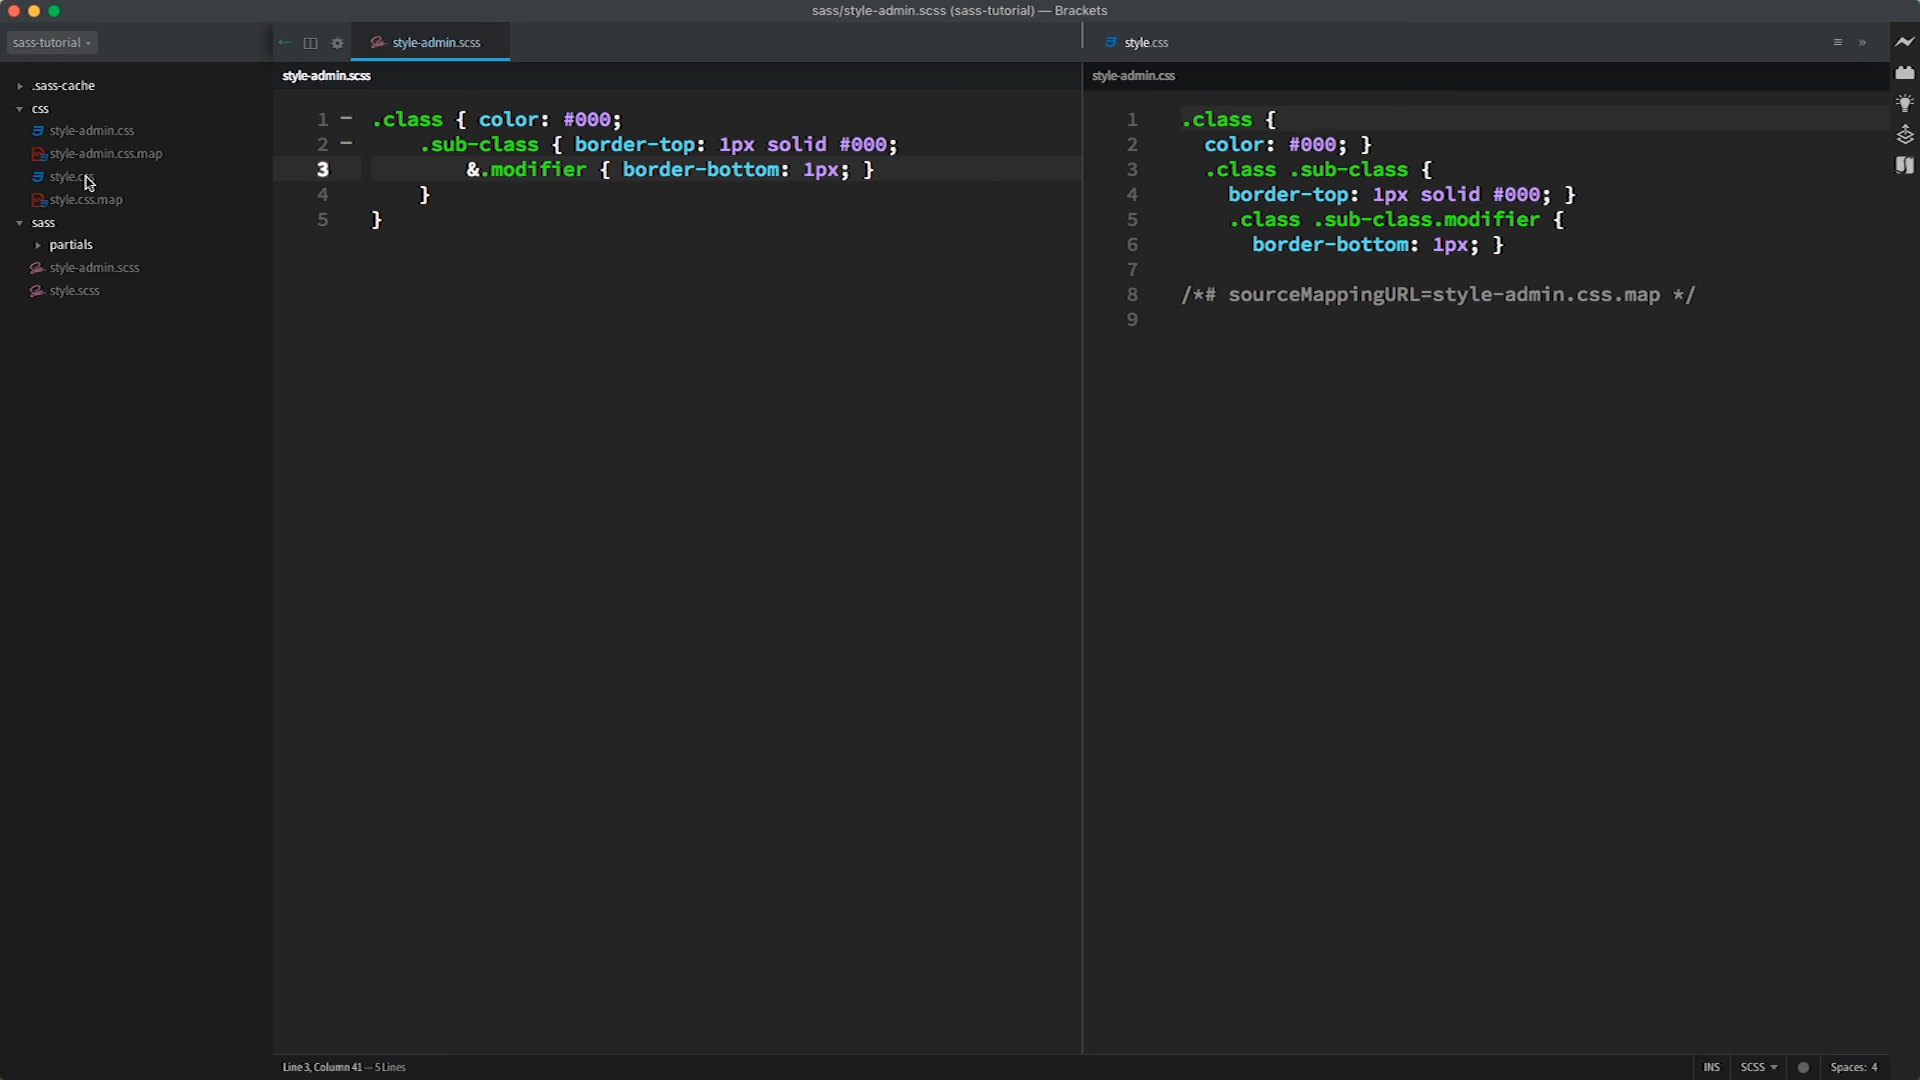 sass/style-admin.scss (sass-tutorial) — Brackets
sass-tutorial
style-admin.scss
style.css
.sass-cache
css
style-admin.css
style-admin.css.map
style.css
style.css.map
sass
partials
style-admin.scss
style.scss
style-admin.scss
1 .class { color: #000;
2 .sub-class { border-top: 1px solid #000;
3 &.modifier { border-bottom: 1px; }
4 }
5 }
style-admin.css
1 .class {
2 color: #000; }
3 .class .sub-class {
4 border-top: 1px solid #000; }
5 .class .sub-class.modifier {
6 border-bottom: 1px; }
7
8 /*# sourceMappingURL=style-admin.css.map */
9
Line 3, Column 41 — 5 Lines
INS
SCSS
Spaces: 4